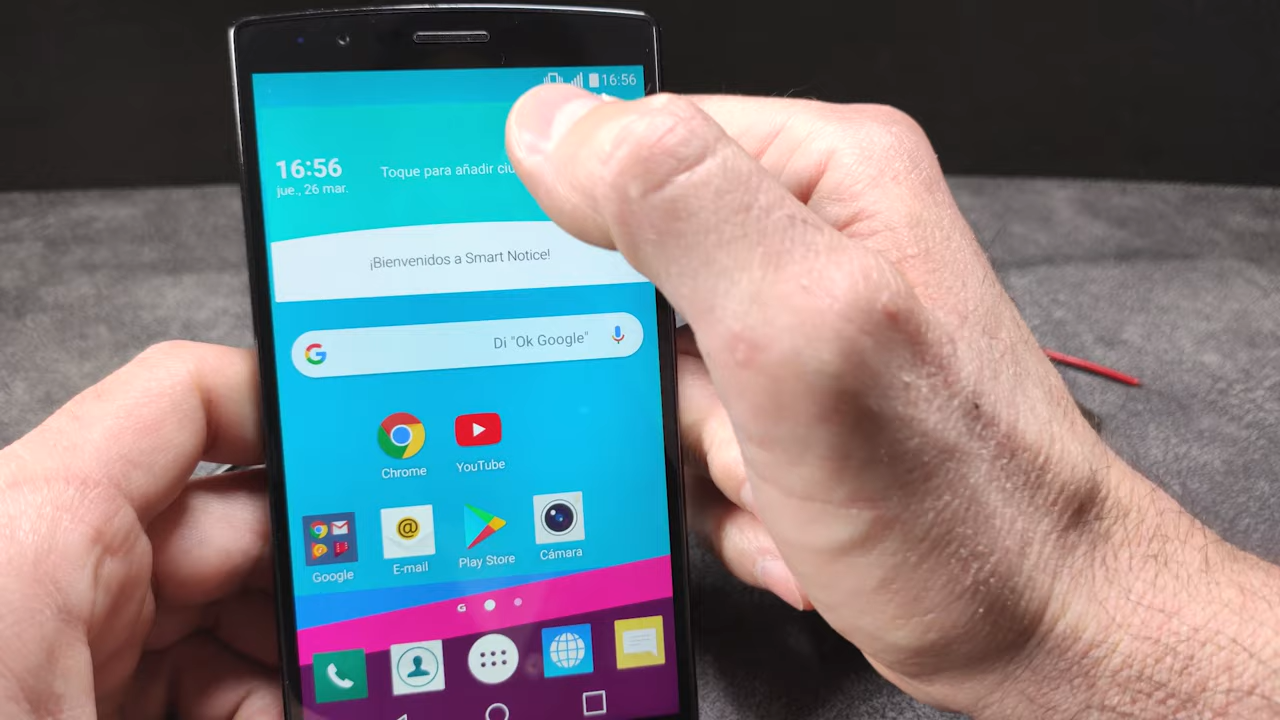 16:56
16:56
jue., 26 mar.
Toque para añadir
¡Bienvenidos a Smart Notice!
Di "Ok Google"
Chrome
YouTube
Google
E-mail
Play Store
Cámara